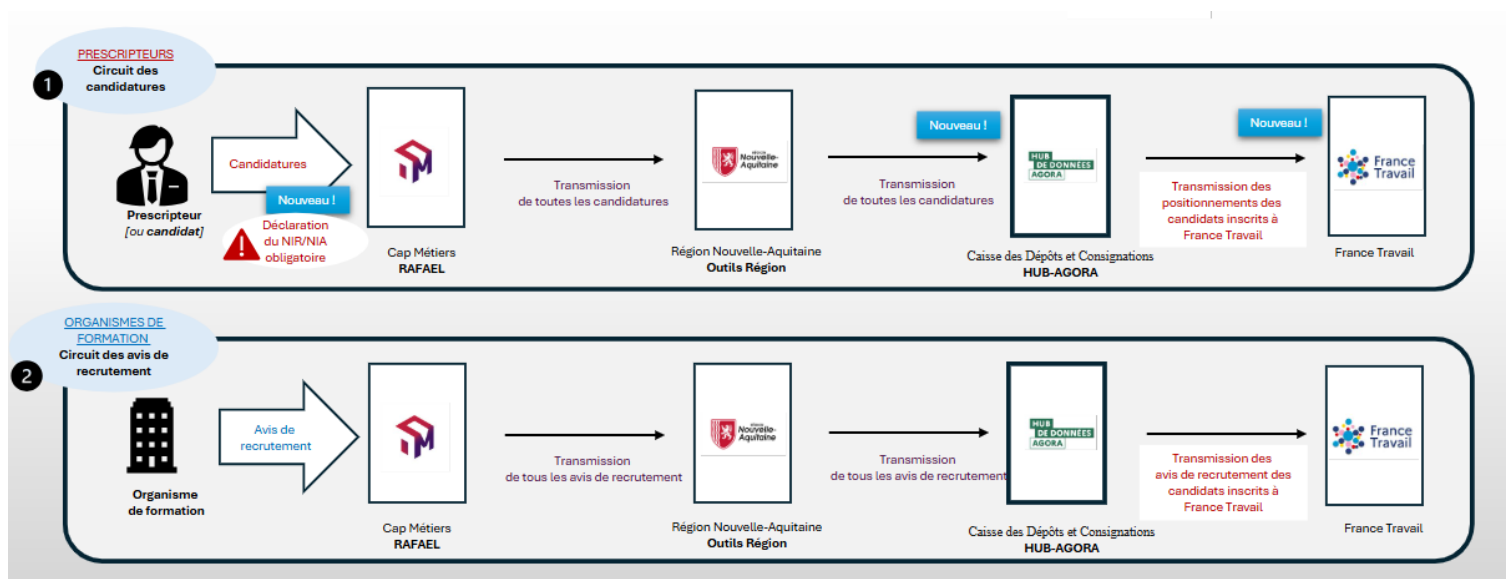 PRESCRIPTEURS
Circuit des
candidatures
1
Prescripteur
[ou candidat]
Candidatures
Nouveau !
Déclaration
du NIR/NIA
obligatoire
Cap Métiers
RAFAEL
Transmission
de toutes les candidatures
RÉGION
Nouvelle-
Aquitaine
Région Nouvelle-Aquitaine
Outils Région
Nouveau !
Transmission
de toutes les candidatures
HUB
DE DONNÉES
AGORA
Caisse des Dépôts et Consignations
HUB-AGORA
Nouveau !
Transmission des
positionnements des
candidats inscrits à
France Travail
France
Travail
France Travail
ORGANISMES DE
FORMATION
Circuit des avis de
recrutement
2
Organisme
de formation
Avis de
recrutement
Cap Métiers
RAFAEL
Transmission
de tous les avis de recrutement
RÉGION
Nouvelle-
Aquitaine
Région Nouvelle-Aquitaine
Outils Région
Transmission
de tous les avis de recrutement
HUB
DE DONNÉES
AGORA
Caisse des Dépôts et Consignations
HUB-AGORA
Transmission des
avis de recrutement des
candidats inscrits à
France Travail
France
Travail
France Travail